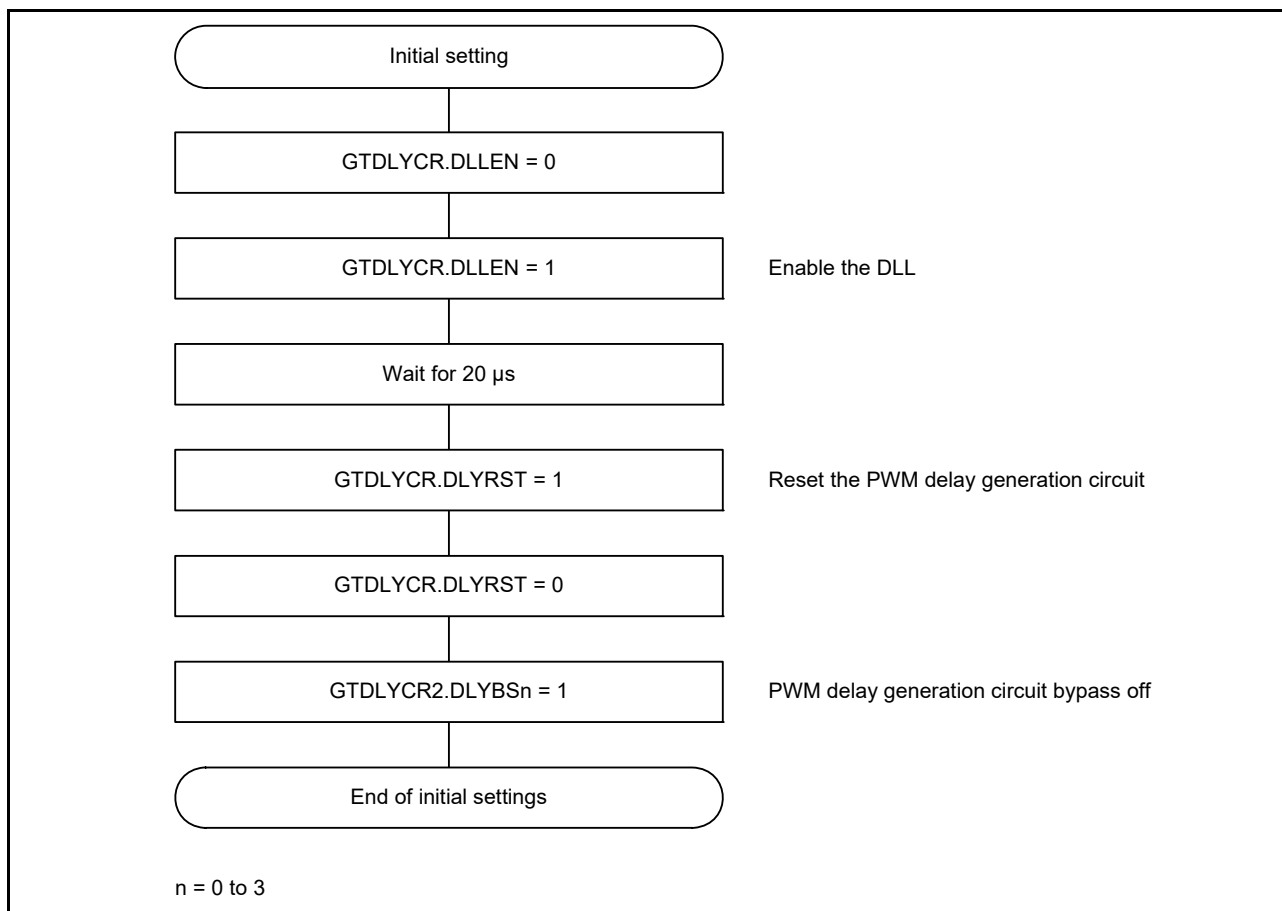 Initial setting
GTDLYCR.DLLEN = 0
GTDLYCR.DLLEN = 1
Enable the DLL
Wait for 20 µs
GTDLYCR.DLYRST = 1
Reset the PWM delay generation circuit
GTDLYCR.DLYRST = 0
GTDLYCR2.DLYBSn = 1
PWM delay generation circuit bypass off
End of initial settings
n = 0 to 3